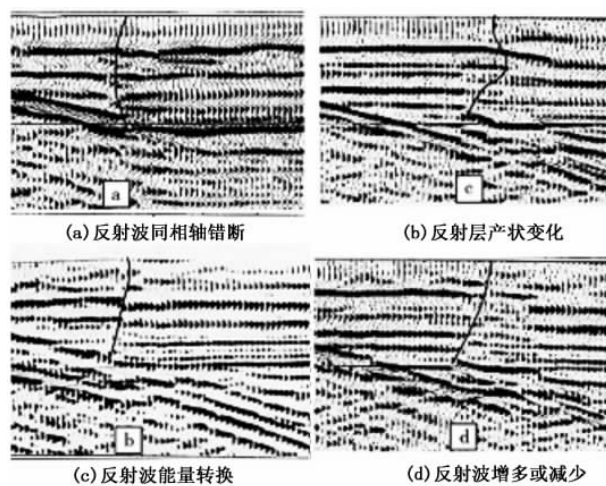 a
c
(a)反射波同相轴错断
(b)反射层产状变化
b
d
(c)反射波能量转换
(d)反射波增多或减少